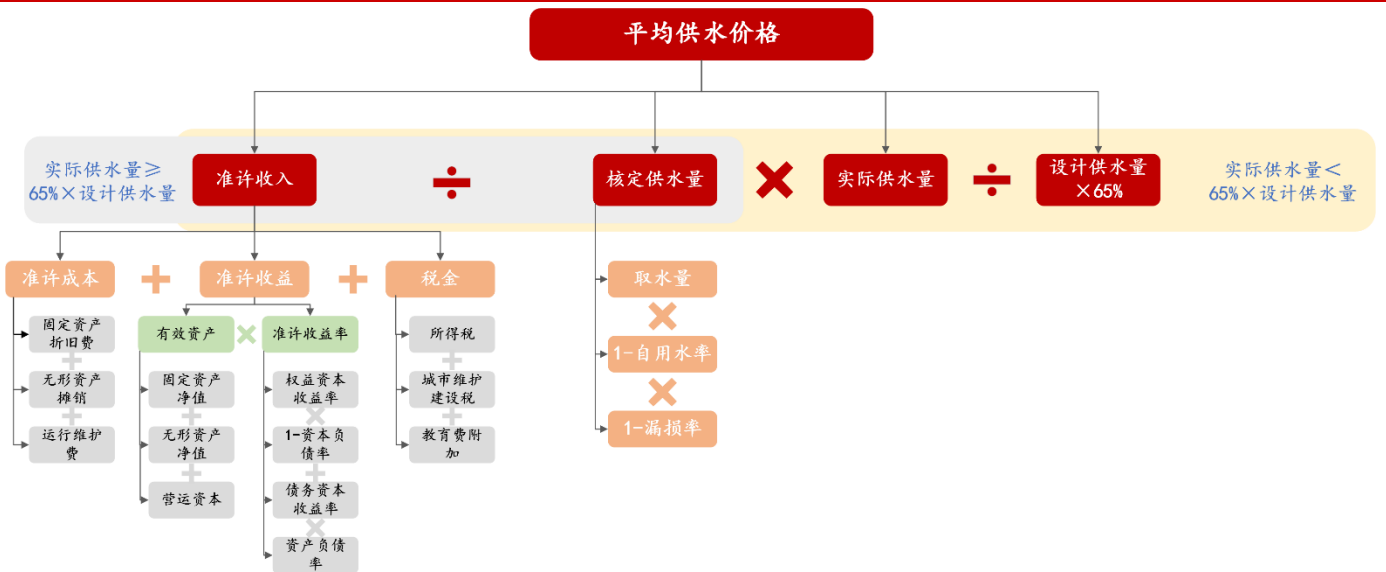 平均供水价格
实际供水量≥
65%×设计供水量
准许收入
÷
核定供水量
×
实际供水量
÷
设计供水量
×65%
实际供水量<
65%×设计供水量
准许成本
+
准许收益
+
税金
取水量
×
1-自用水率
×
1-漏损率
固定资产
折旧费
+
无形资产
摊销
+
运行维护
费
有效资产
×
准许收益率
固定资产
净值
+
无形资产
净值
+
营运资本
权益资本
收益率
×
1-资本负
债率
+
债务资本
收益率
×
资产负债
率
所得税
+
城市维护
建设税
+
教育费附
加